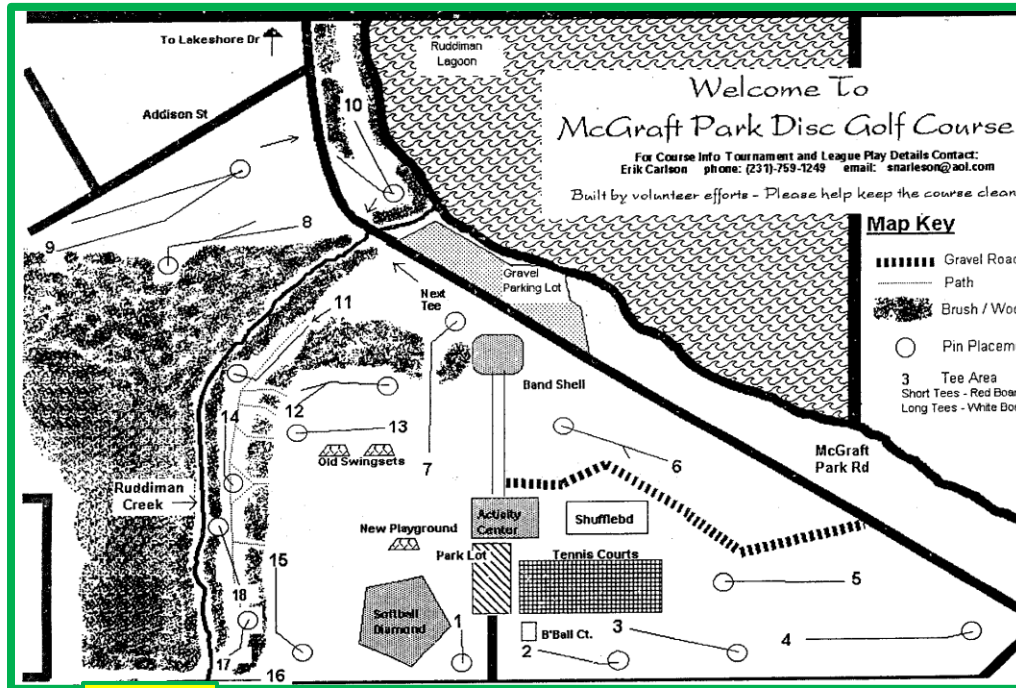 To Lakeshore Dr
Ruddiman
Lagoon
Welcome To
McGraft Park Disc Golf Course
For Course Info Tournament and League Play Details Contact:
Erik Carlson phone: (231)-759-1249 email: snarleson@aol.com
Built by volunteer efforts - Please help keep the course clean
Addison St
10
9
8
Map Key
Gravel Road
Path
Brush / Woo
Pin Placeme
3 Tee Area
Short Tees - Red Boar
Long Tees - White Boa
Gravel
Parking Lot
Next
Tee
11
Band Shell
12
14
13
Old Swingsets
7
6
McGraft
Park Rd
Ruddiman
Creek
New Playground
Activity
Center
Shufflebd
Park Lot
Tennis Courts
15
5
18
Softball
Diamond
1
B'Ball Ct.
2
3
4
17
16